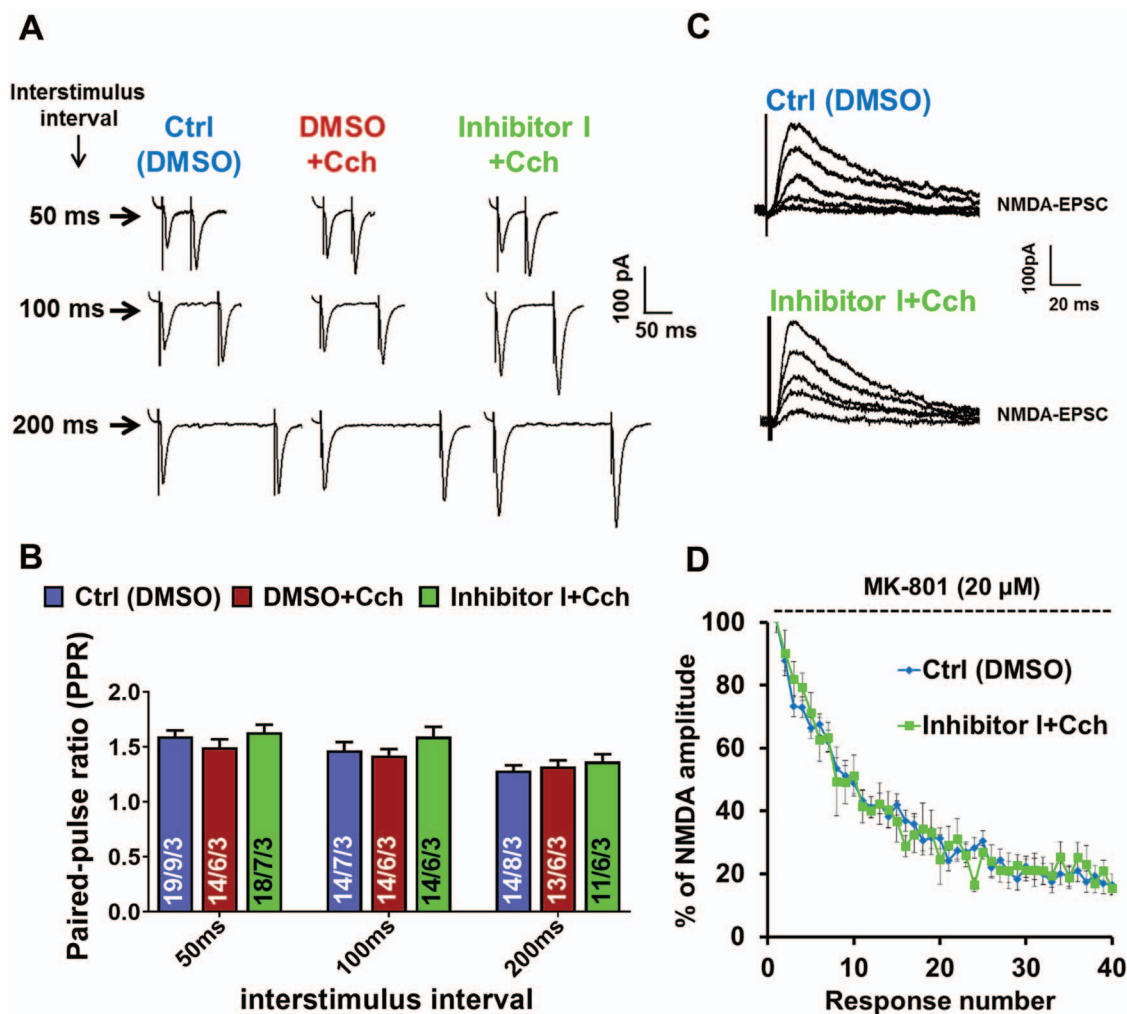 A
Interstimulus
interval
Ctrl
(DMSO)
DMSO
+Cch
Inhibitor I
+Cch
50 ms
100 ms
200 ms
100 pA
50 ms
B
Ctrl (DMSO)
DMSO+Cch
Inhibitor I+Cch
Paired-pulse ratio (PPR)
2.0
1.5
1.0
0.5
0.0
19/9/3
14/6/3
18/7/3
14/7/3
14/6/3
14/6/3
14/8/3
13/6/3
11/6/3
50ms
100ms
200ms
interstimulus interval
C
Ctrl (DMSO)
NMDA-EPSC
100pA
20 ms
Inhibitor I+Cch
NMDA-EPSC
D
MK-801 (20 µM)
Ctrl (DMSO)
Inhibitor I+Cch
% of NMDA amplitude
100
80
60
40
20
0
0
10
20
30
40
Response number